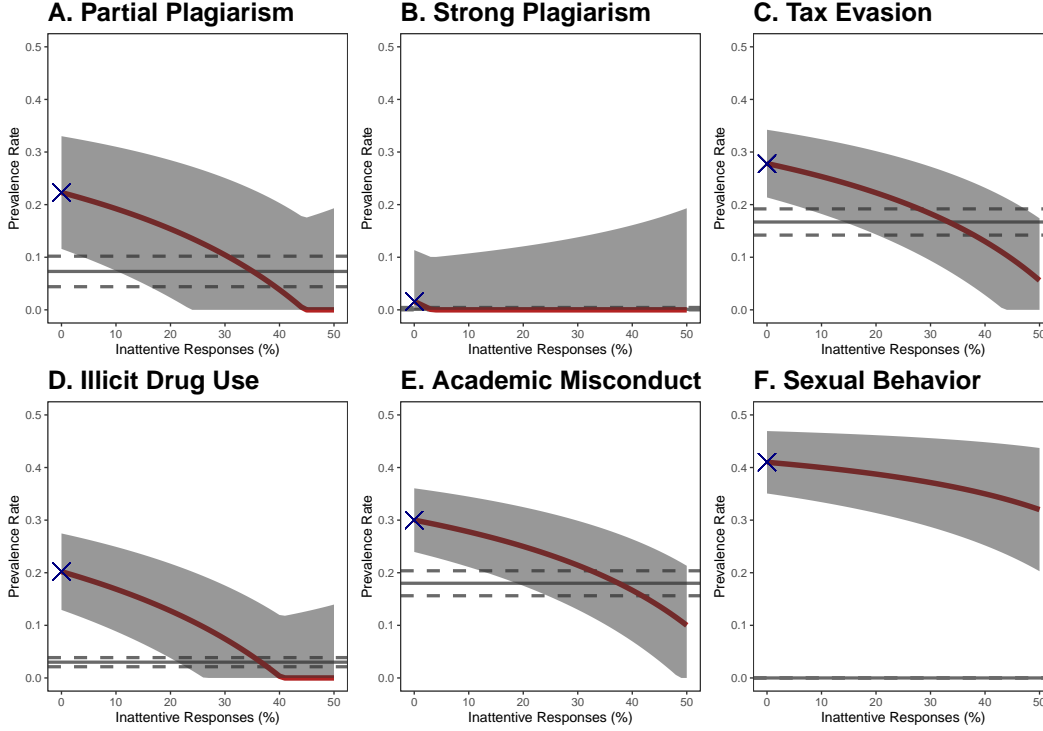 A. Partial Plagiarism
B. Strong Plagiarism
C. Tax Evasion
Prevalence Rate
0.5
0.4
0.3
0.2
0.1
0.0
0 10 20 30 40 50
Inattentive Responses (%)
Prevalence Rate
0.5
0.4
0.3
0.2
0.1
0.0
0 10 20 30 40 50
Inattentive Responses (%)
Prevalence Rate
0.5
0.4
0.3
0.2
0.1
0.0
0 10 20 30 40 50
Inattentive Responses (%)
D. Illicit Drug Use
E. Academic Misconduct
F. Sexual Behavior
Prevalence Rate
0.5
0.4
0.3
0.2
0.1
0.0
0 10 20 30 40 50
Inattentive Responses (%)
Prevalence Rate
0.5
0.4
0.3
0.2
0.1
0.0
0 10 20 30 40 50
Inattentive Responses (%)
Prevalence Rate
0.5
0.4
0.3
0.2
0.1
0.0
0 10 20 30 40 50
Inattentive Responses (%)